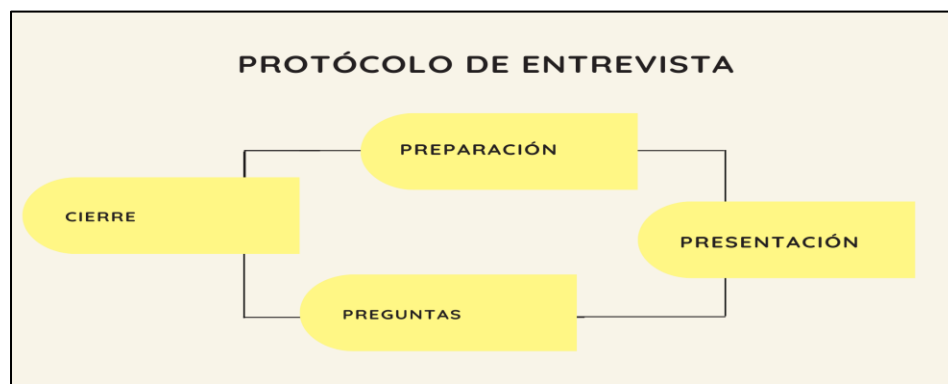 PROTÓCOLO DE ENTREVISTA
PREPARACIÓN
CIERRE
PRESENTACIÓN
PREGUNTAS